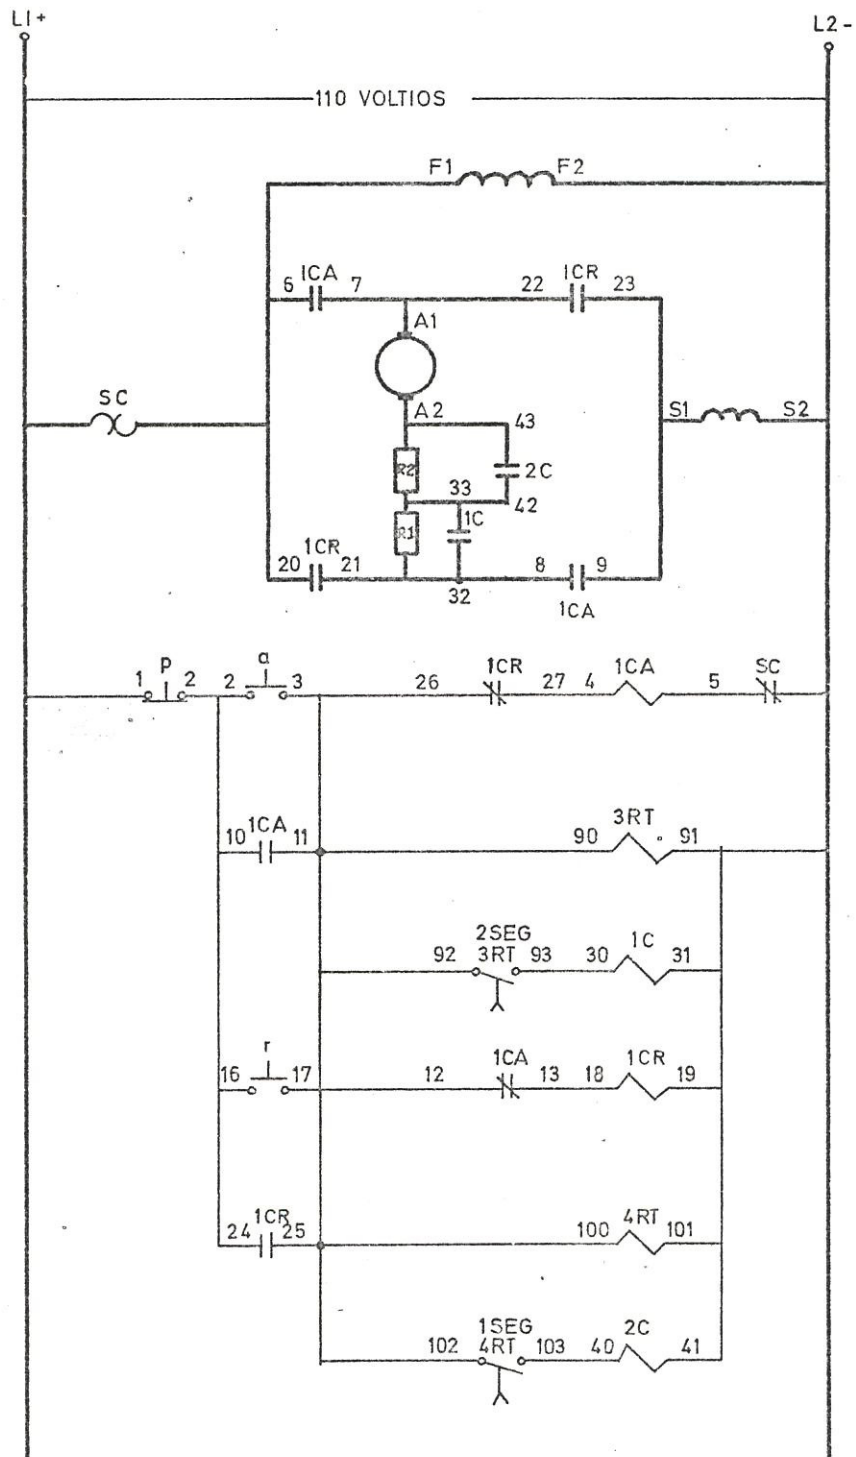 L1+ L2-
110 VOLTIOS
F1 F2
6 1CA 7 22 1CR 23
A1
SC
A2 43 S1 S2
R2 2C
33 42
R1 1C
20 1CR 21 8 9
32 1CA
1 P 2 2 a 3 26 1CR 27 4 1CA 5 SC
10 1CA 11 90 3RT 91
2SEG
92 3RT 93 30 1C 31
16 r 17 12 1CA 13 18 1CR 19
24 1CR 25 100 4RT 101
1SEG
102 4RT 103 40 2C 41